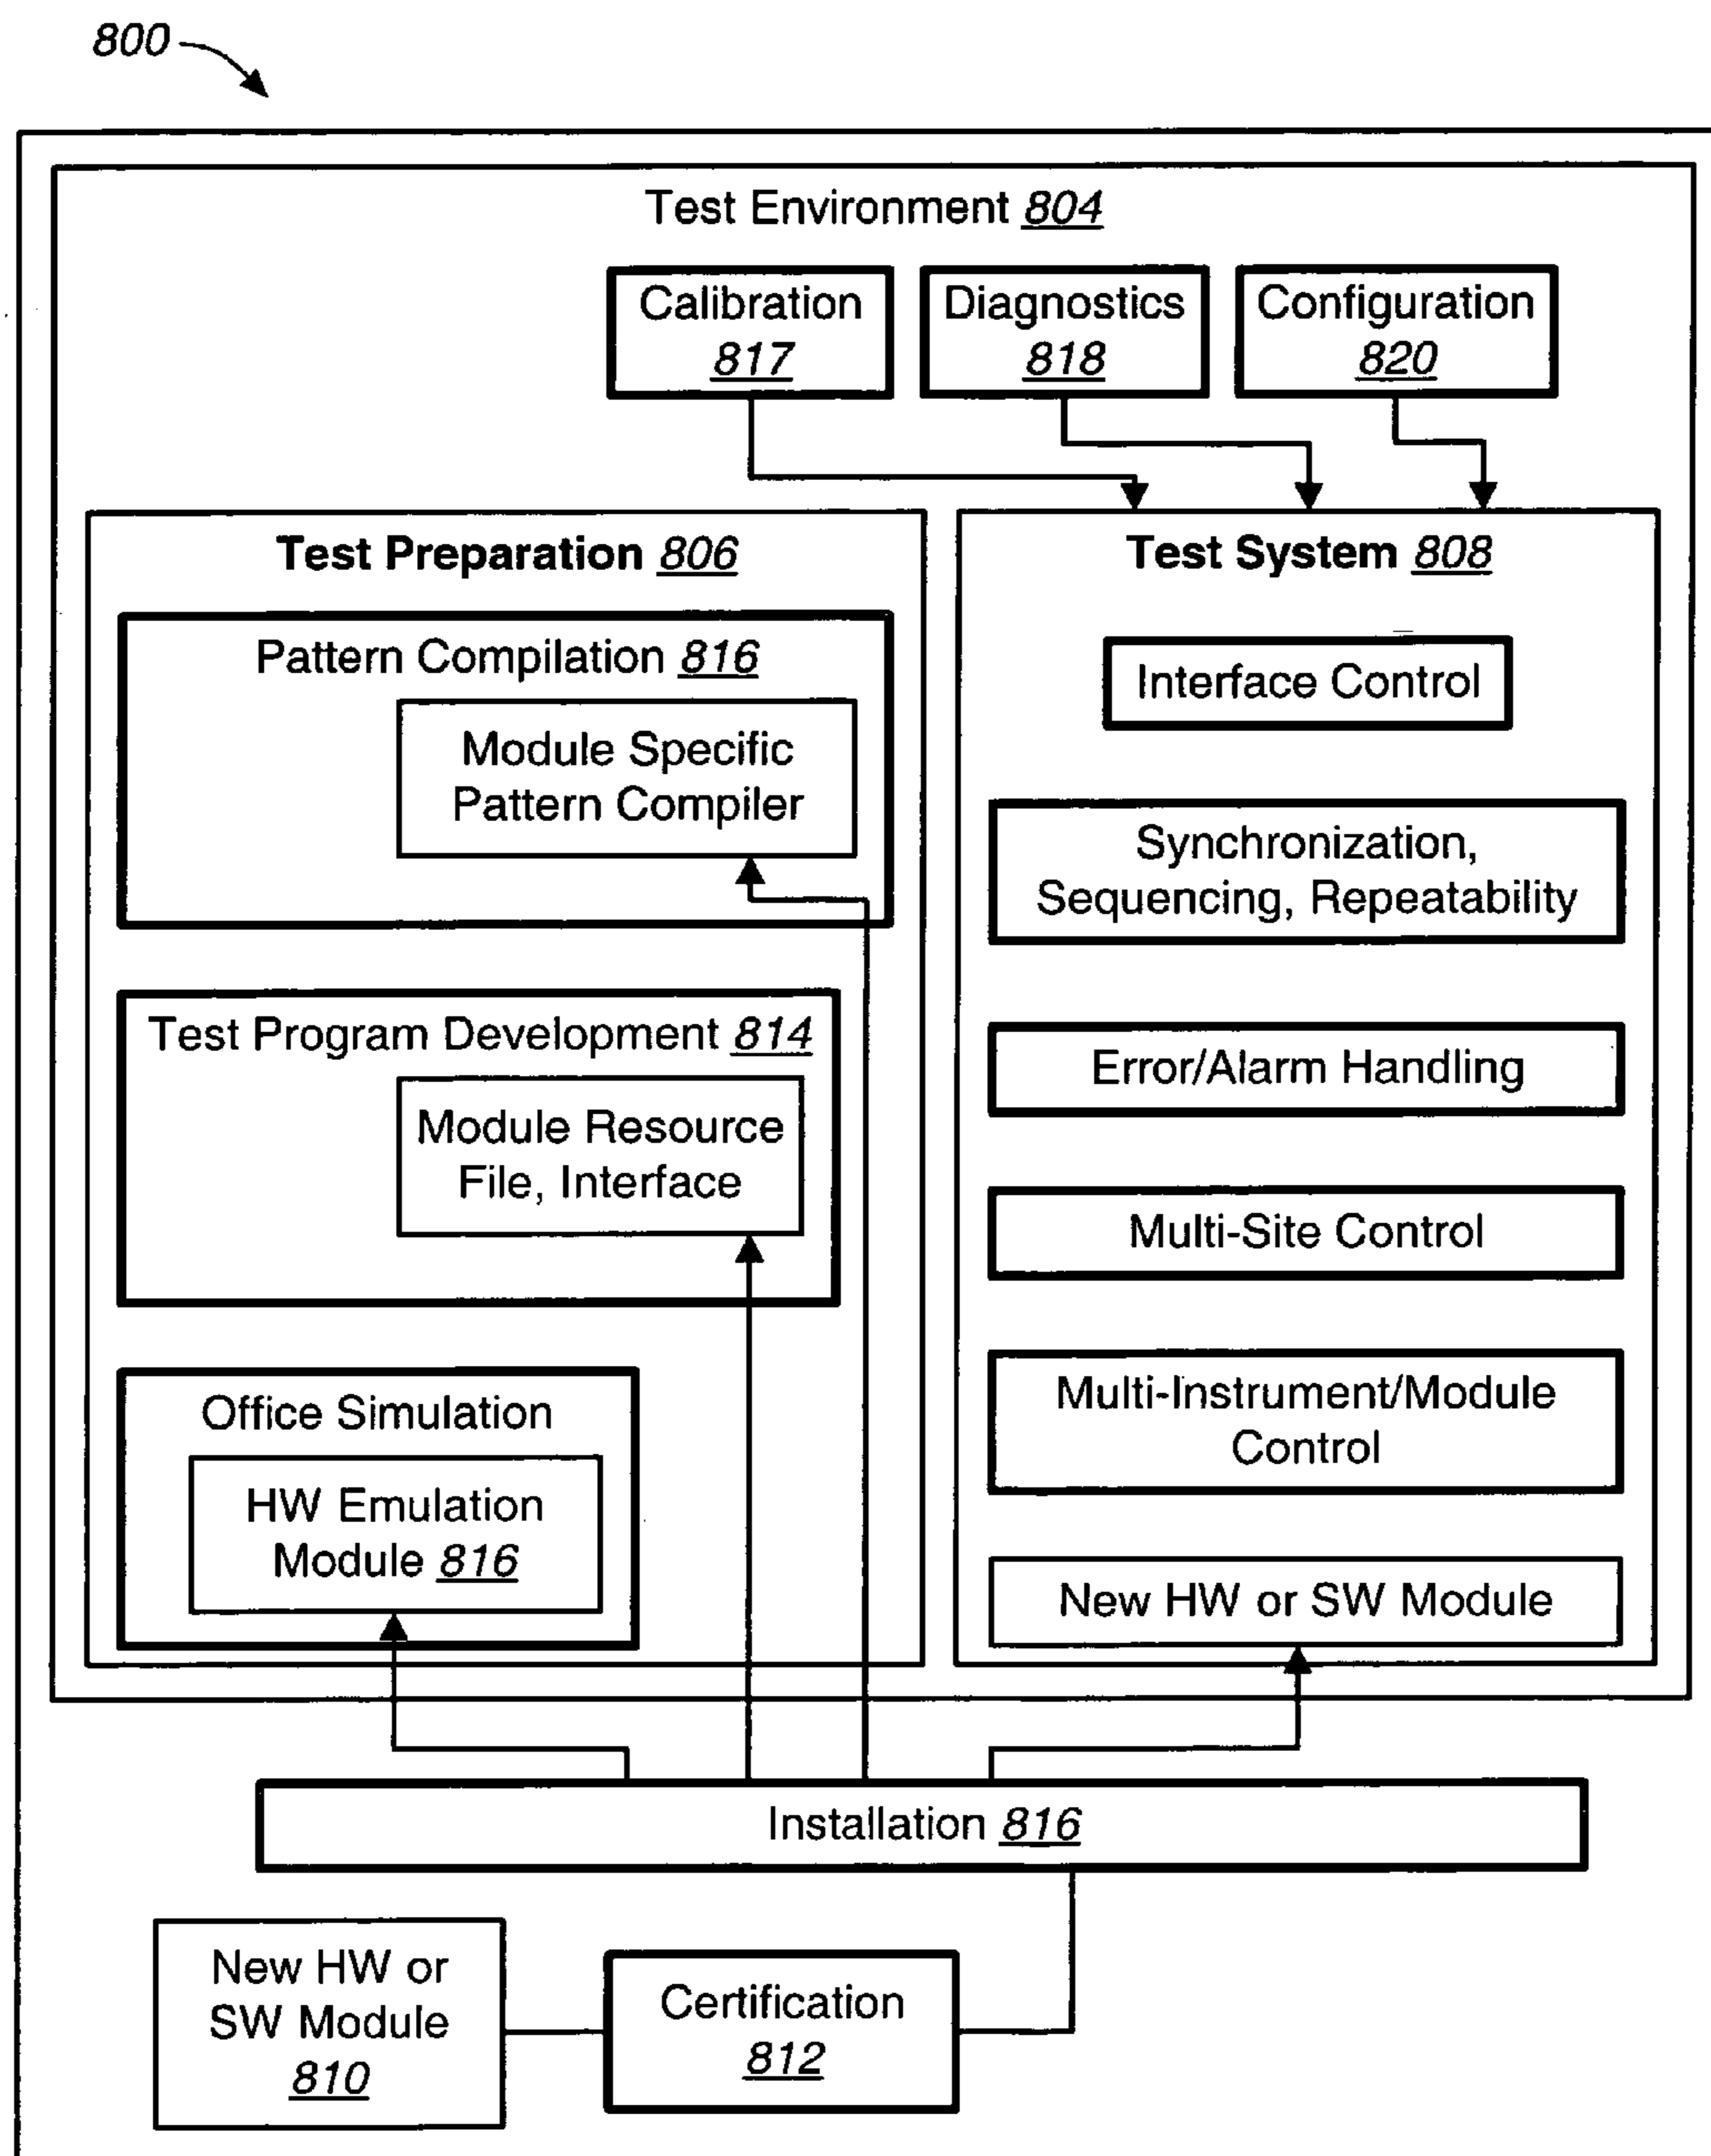 800
Test Environment 804
Calibration
817
Diagnostics
818
Configuration
820
Test Preparation 806
Pattern Compilation 816
Module Specific
Pattern Compiler
Test Program Development 814
Module Resource
File, Interface
Office Simulation
HW Emulation
Module 816
Test System 808
Interface Control
Synchronization,
Sequencing, Repeatability
Error/Alarm Handling
Multi-Site Control
Multi-Instrument/Module
Control
New HW or SW Module
Installation 816
New HW or
SW Module
810
Certification
812